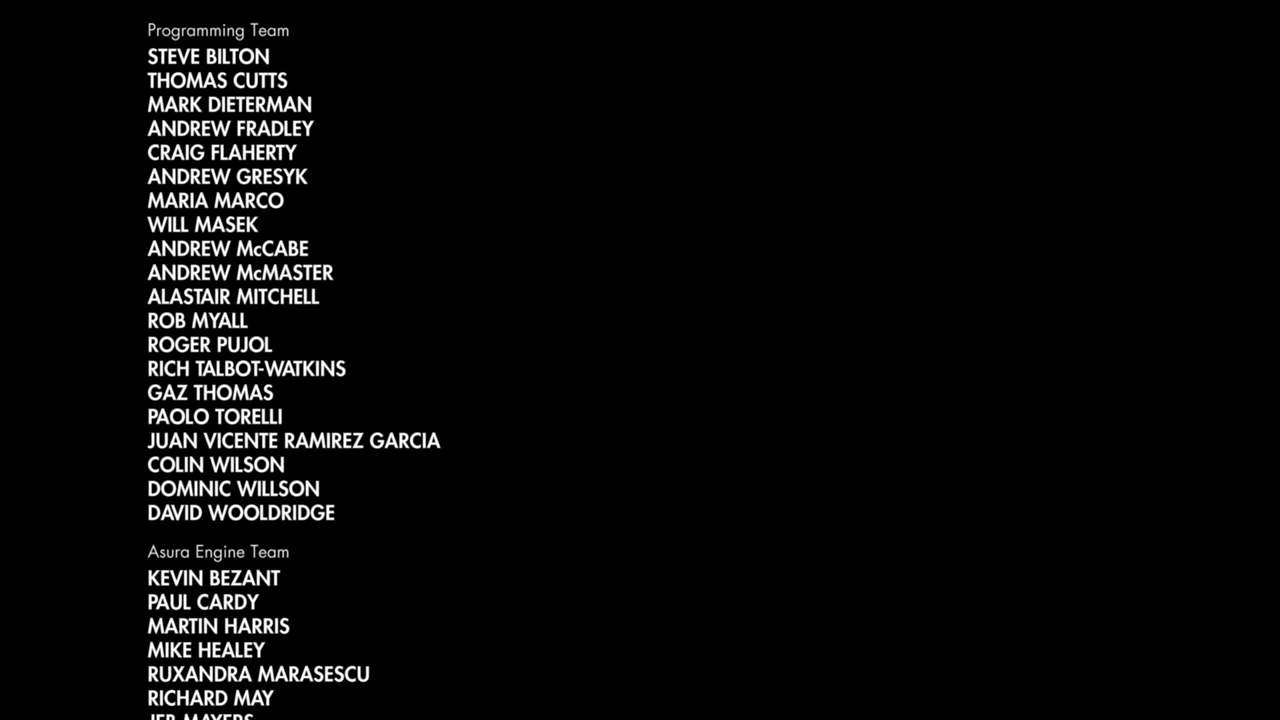 Programming Team
STEVE BILTON
THOMAS CUTTS
MARK DIETERMAN
ANDREW FRADLEY
CRAIG FLAHERTY
ANDREW GRESYK
MARIA MARCO
WILL MASEK
ANDREW McCABE
ANDREW McMASTER
ALASTAIR MITCHELL
ROB MYALL
ROGER PUJOL
RICH TALBOT-WATKINS
GAZ THOMAS
PAOLO TORELLI
JUAN VICENTE RAMIREZ GARCIA
COLIN WILSON
DOMINIC WILLSON
DAVID WOOLDRIDGE
Asura Engine Team
KEVIN BEZANT
PAUL CARDY
MARTIN HARRIS
MIKE HEALEY
RUXANDRA MARASESCU
RICHARD MAY
MAYERS